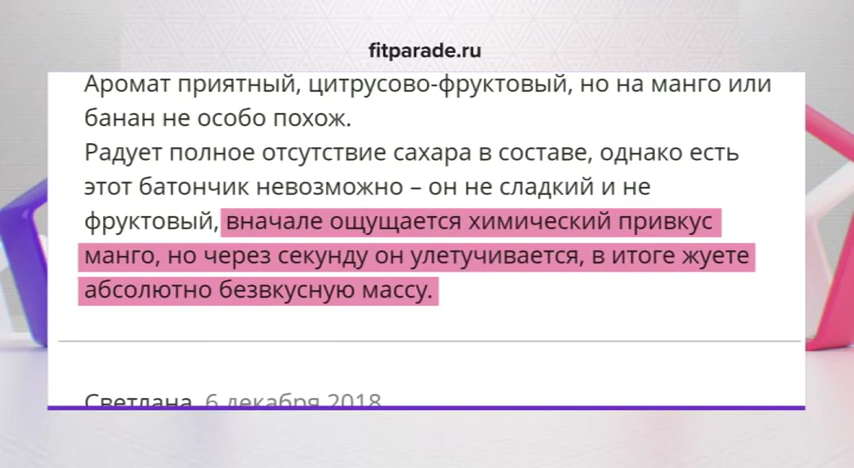 fitparade.ru
Аромат приятный, цитрусово-фруктовый, но на манго или
банан не особо похож.
Радует полное отсутствие сахара в составе, однако есть
этот батончик невозможно – он не сладкий и не
фруктовый, вначале ощущается химический привкус
манго, но через секунду он улетучивается, в итоге жуете
абсолютно безвкусную массу.
Светлана 6 декабря 2018